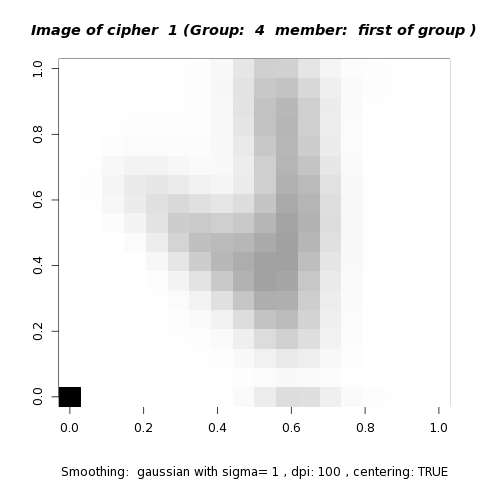 Image of cipher 1 (Group: 4 member: first of group )
1.0
0.8
0.6
0.4
0.2
0.0
0.0 0.2 0.4 0.6 0.8 1.0
Smoothing: gaussian with sigma= 1 , dpi: 100 , centering: TRUE